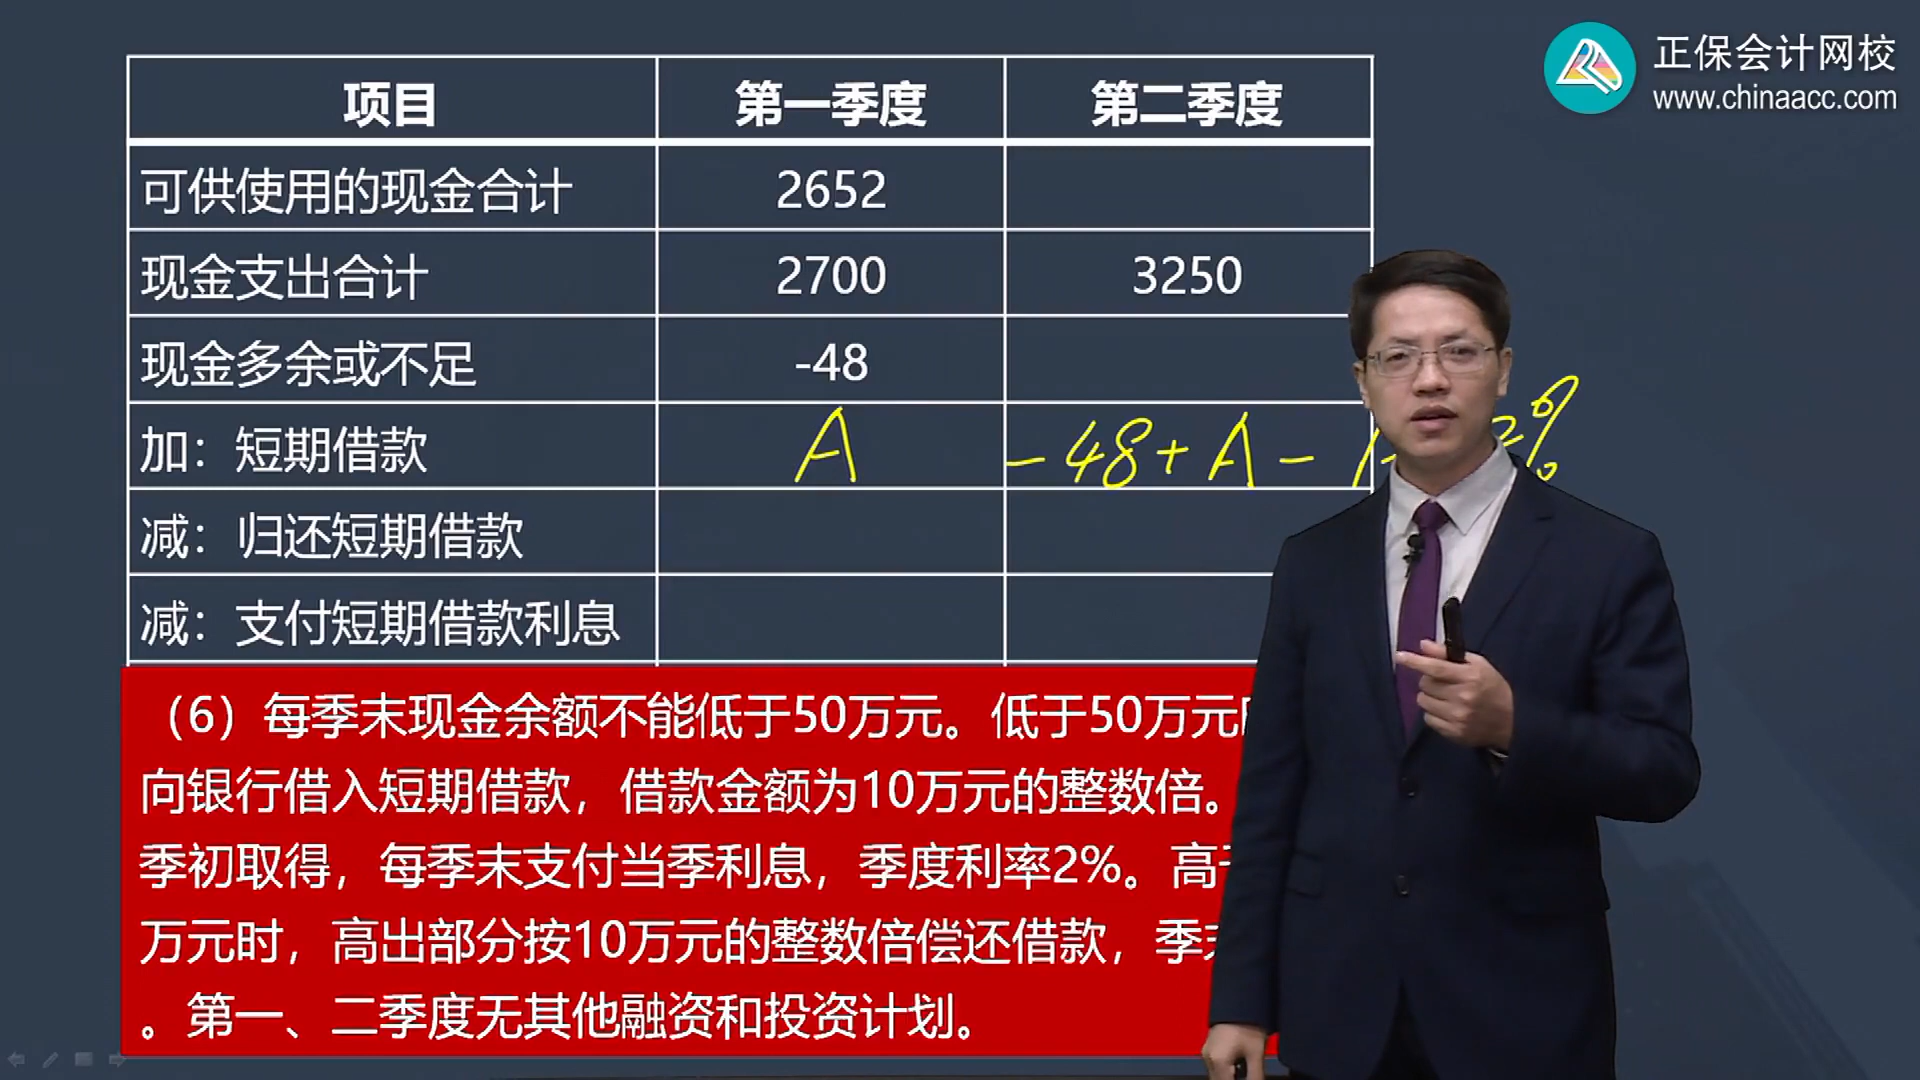 正保会计网校
www.chinaacc.com
项目 第一季度 第二季度
可供使用的现金合计 2652
现金支出合计 2700 3250
现金多余或不足 -48
加：短期借款 A -48+A- %
减：归还短期借款
减：支付短期借款利息
（6）每季末现金余额不能低于50万元。低于50万元
向银行借入短期借款，借款金额为10万元的整数倍。
季初取得，每季末支付当季利息，季度利率2%。高
万元时，高出部分按10万元的整数倍偿还借款，季
。第一、二季度无其他融资和投资计划。